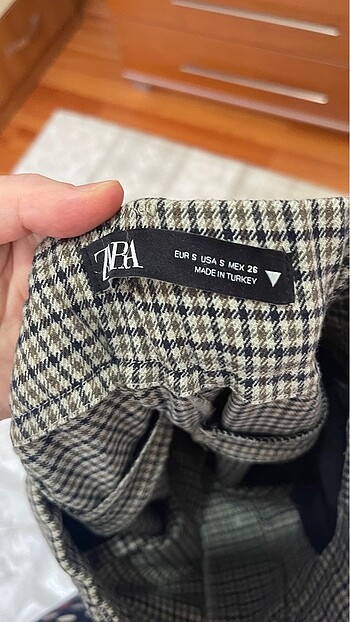 ZARA
EUR S USA S MEX 26
MADE IN TURKEY